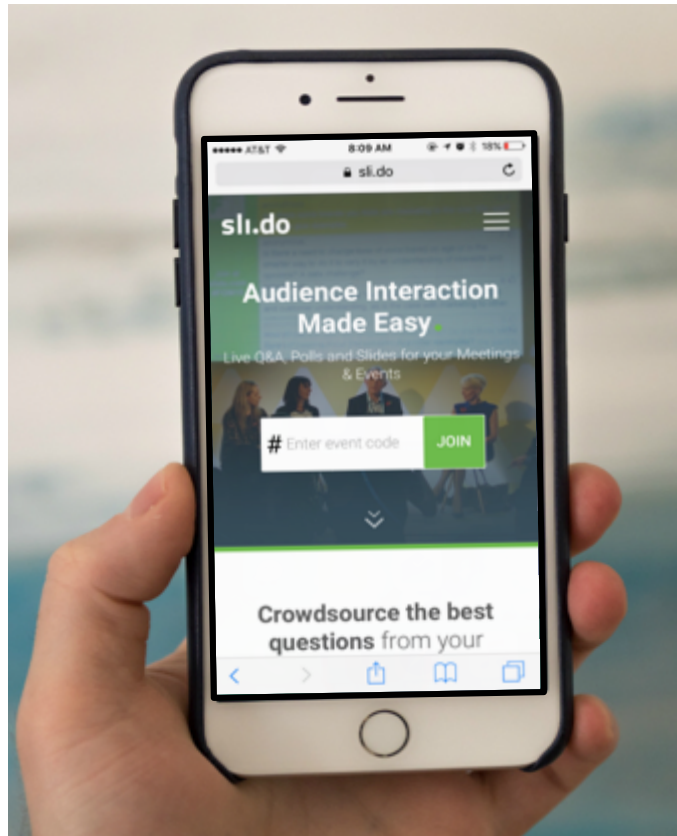 AT&T 8:09 AM 18%
sli.do
slı.do
Audience Interaction
Made Easy.
Live Q&A, Polls and Slides for your Meetings
& Events
# Enter event code JOIN
Crowdsource the best
questions from your